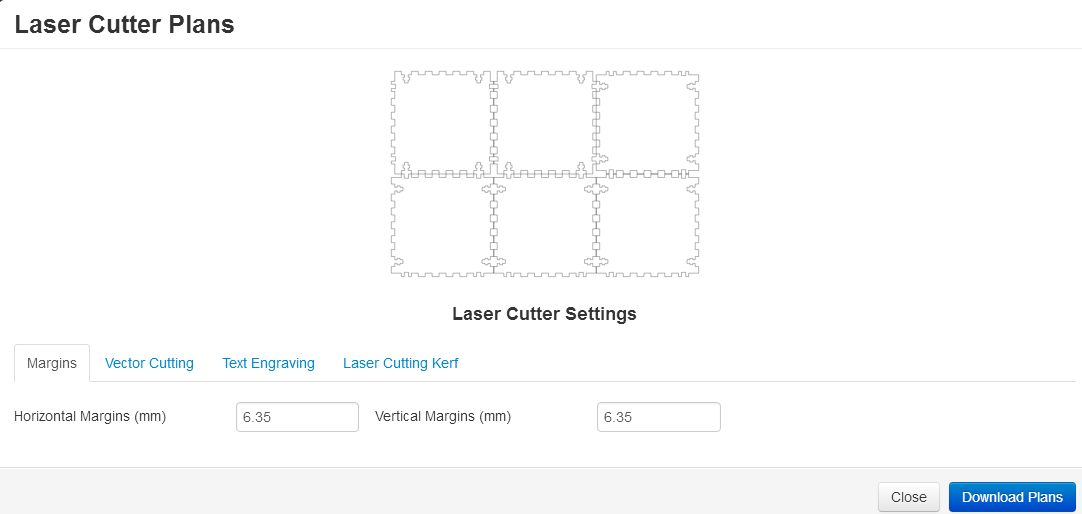 Laser Cutter Plans
Laser Cutter Settings
Margins Vector Cutting Text Engraving Laser Cutting Kerf
Horizontal Margins (mm) 6.35 Vertical Margins (mm) 6.35
Close Download Plans